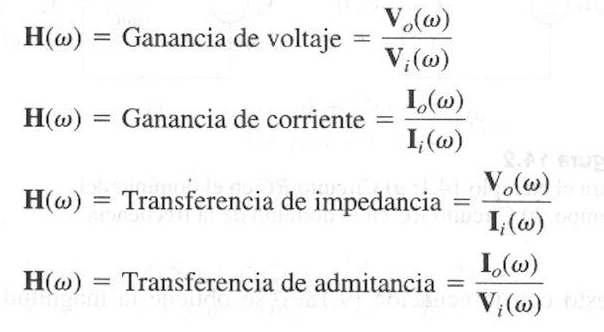 H(ω) = Ganancia de voltaje = Vₒ(ω) / Vᵢ(ω)
H(ω) = Ganancia de corriente = Iₒ(ω) / Iᵢ(ω)
H(ω) = Transferencia de impedancia = Vₒ(ω) / Iᵢ(ω)
H(ω) = Transferencia de admitancia = Iₒ(ω) / Vᵢ(ω)